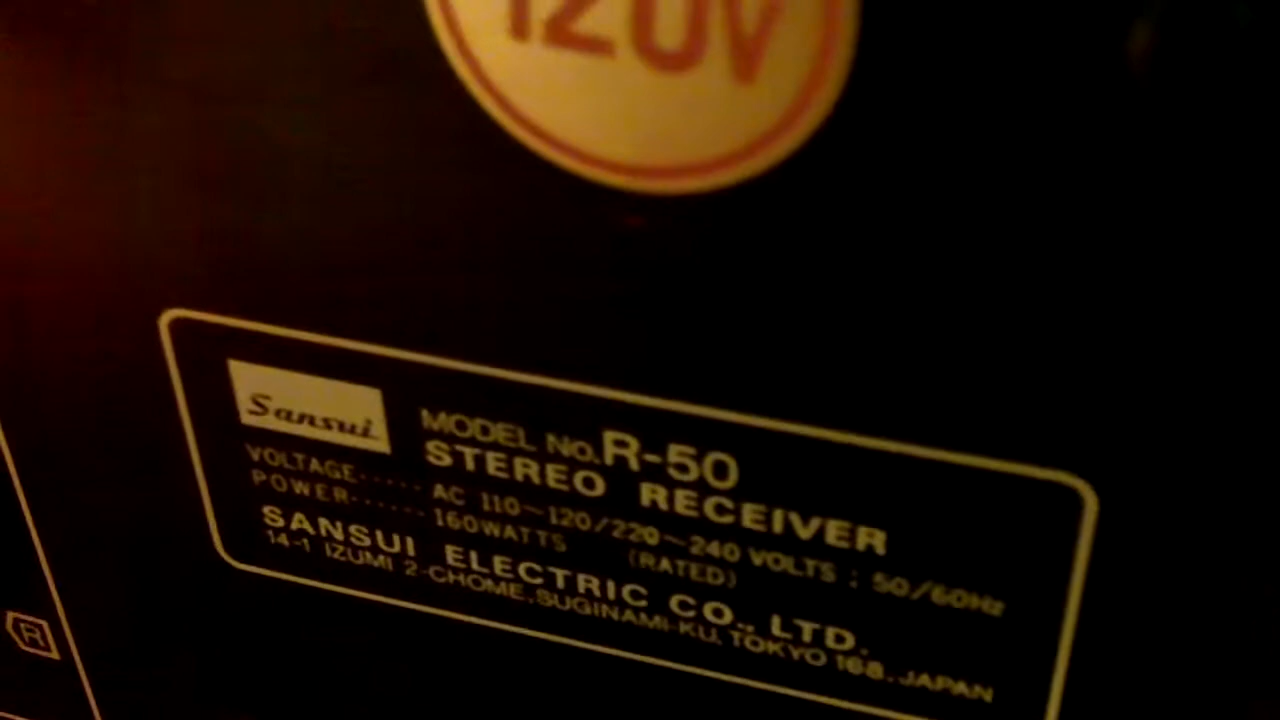 120V
Sansui
MODEL NO. R-50
STEREO RECEIVER
VOLTAGE····· AC 110~120/220~240 VOLTS ; 50/60Hz
POWER······ 160WATTS (RATED)
SANSUI ELECTRIC CO., LTD.
14-1 IZUMI 2-CHOME, SUGINAMI-KU, TOKYO 168, JAPAN
R